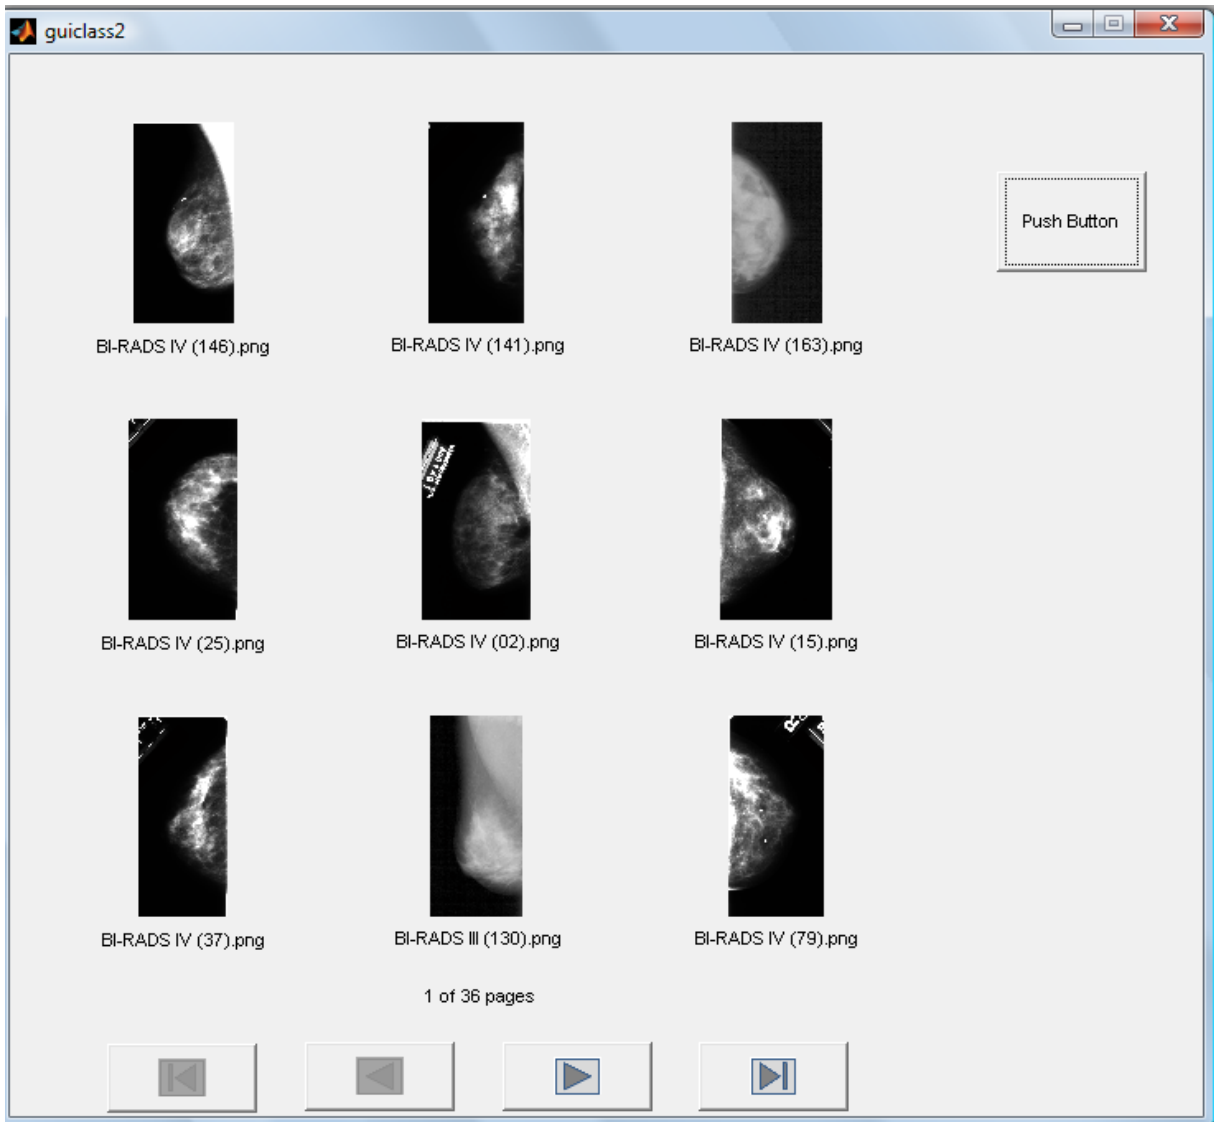 guiclass2
BI-RADS IV (146).png
BI-RADS IV (141).png
BI-RADS IV (163).png
Push Button
BI-RADS IV (25).png
BI-RADS IV (02).png
BI-RADS IV (15).png
BI-RADS IV (37).png
BI-RADS III (130).png
BI-RADS IV (79).png
1 of 36 pages